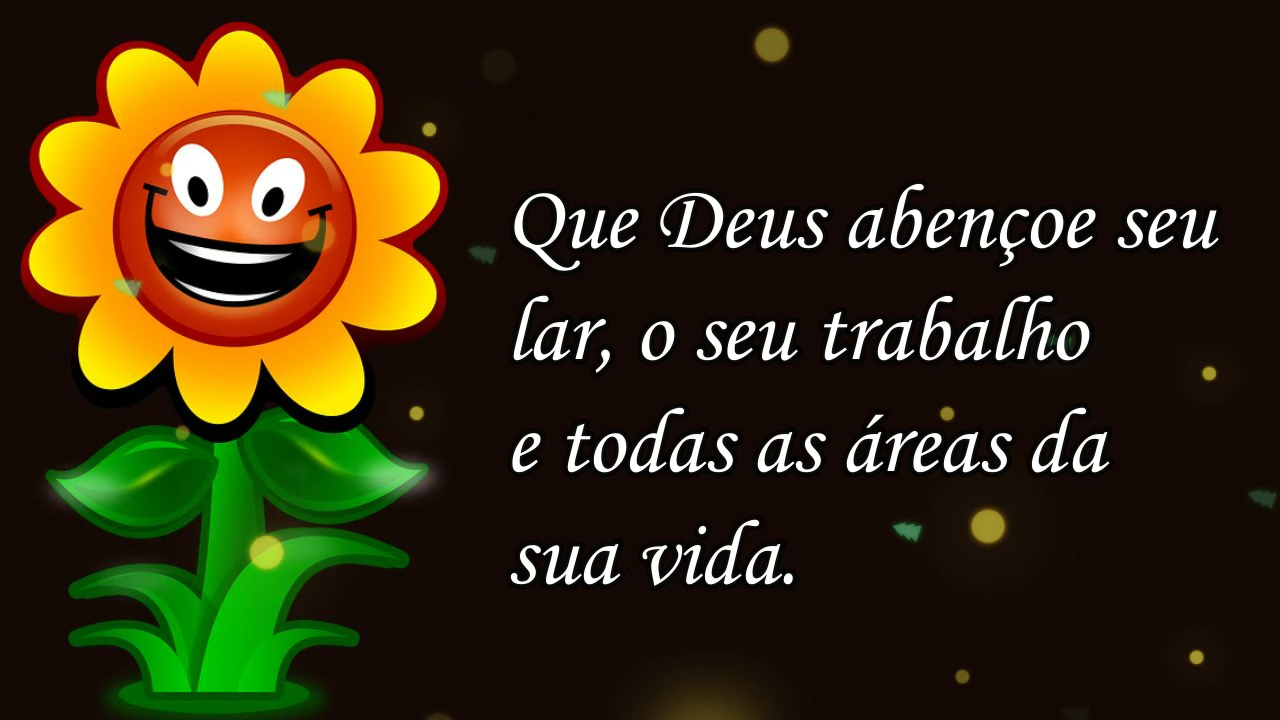 Que Deus abençoe seu
lar, o seu trabalho
e todas as áreas da
sua vida.